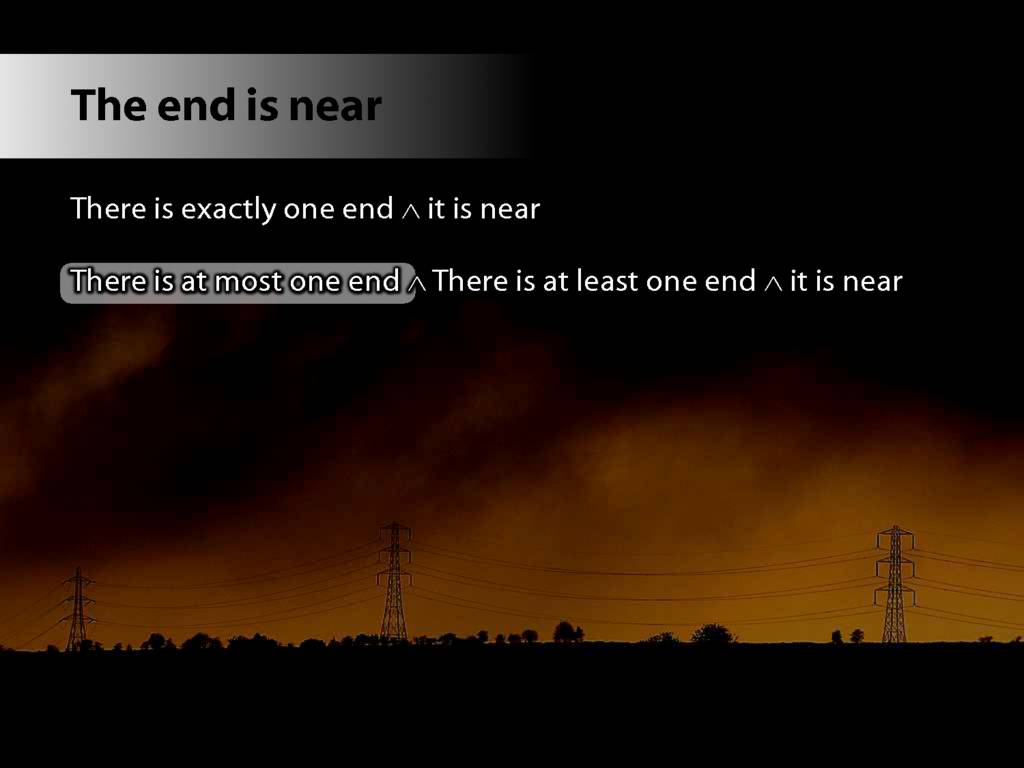 The end is near
There is exactly one end ∧ it is near
There is at most one end ∧ There is at least one end ∧ it is near